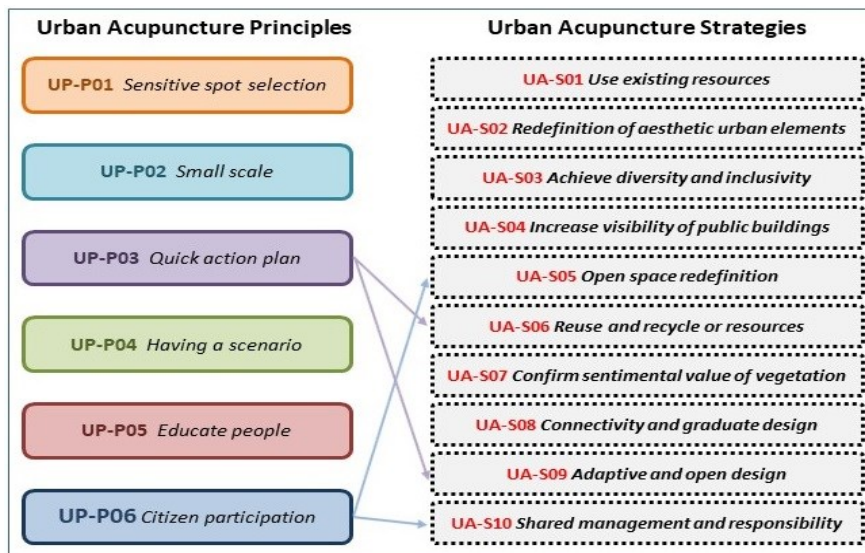 Urban Acupuncture Principles
UP-P01 Sensitive spot selection
UP-P02 Small scale
UP-P03 Quick action plan
UP-P04 Having a scenario
UP-P05 Educate people
UP-P06 Citizen participation
Urban Acupuncture Strategies
UA-S01 Use existing resources
UA-S02 Redefinition of aesthetic urban elements
UA-S03 Achieve diversity and inclusivity
UA-S04 Increase visibility of public buildings
UA-S05 Open space redefinition
UA-S06 Reuse and recycle or resources
UA-S07 Confirm sentimental value of vegetation
UA-S08 Connectivity and graduate design
UA-S09 Adaptive and open design
UA-S10 Shared management and responsibility